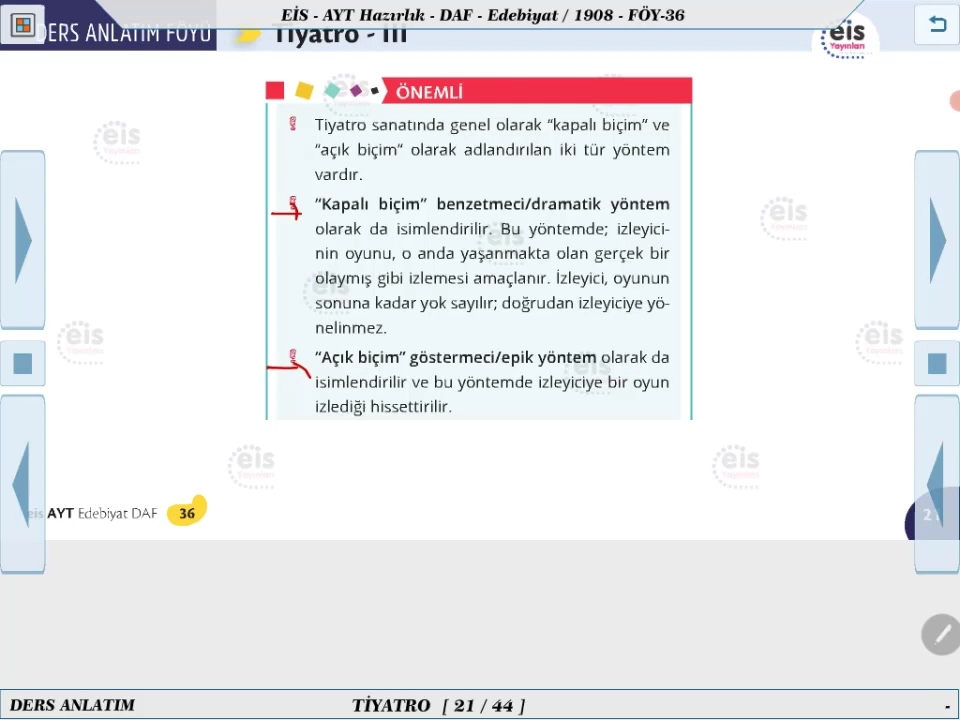 EİS - AYT Hazırlık - DAF - Edebiyat / 1908 - FÖY-36
DERS ANLATIM FÖYÜ
Tiyatro - III
eis
Yayınları
ÖNEMLİ
Tiyatro sanatında genel olarak “kapalı biçim” ve
“açık biçim“ olarak adlandırılan iki tür yöntem
vardır.
“Kapalı biçim” benzetmeci/dramatik yöntem
olarak da isimlendirilir. Bu yöntemde; izleyici-
nin oyunu, o anda yaşanmakta olan gerçek bir
olaymış gibi izlemesi amaçlanır. İzleyici, oyunun
sonuna kadar yok sayılır; doğrudan izleyiciye yö-
nelinmez.
“Açık biçim” göstermeci/epik yöntem olarak da
isimlendirilir ve bu yöntemde izleyiciye bir oyun
izlediği hissettirilir.
eis AYT Edebiyat DAF 36
DERS ANLATIM
TİYATRO [ 21 / 44 ]
-